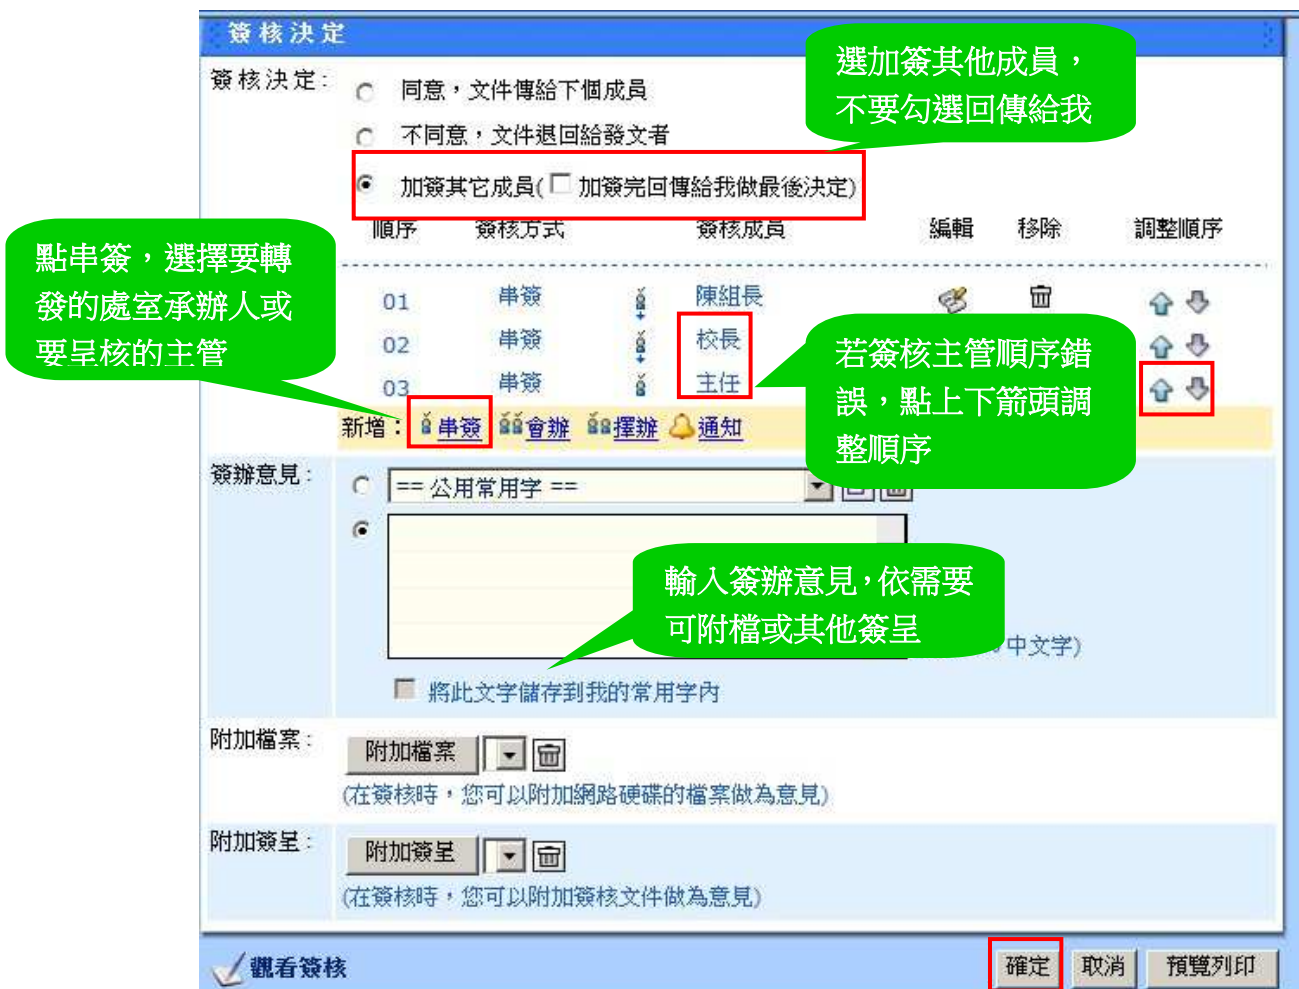 簽核決定
選加簽其他成員，
不要勾選回傳給我
簽核決定:
同意，文件傳給下個成員
不同意，文件退回給發文者
加簽其它成員( 加簽完回傳給我做最後決定)
點串簽，選擇要轉
發的處室承辦人或
要呈核的主管
順序 簽核方式 簽核成員 編輯 移除 調整順序
01 串簽 陳組長
02 串簽 校長
03 串簽 主任
若簽核主管順序錯
誤，點上下箭頭調
整順序
新增： 串簽 會辦 擇辦 通知
簽辦意見:
== 公用常用字 ==
輸入簽辦意見，依需要
可附檔或其他簽呈
中文字)
將此文字儲存到我的常用字內
附加檔案:
附加檔案
(在簽核時，您可以附加網路硬碟的檔案做為意見)
附加簽呈:
附加簽呈
(在簽核時，您可以附加簽核文件做為意見)
觀看簽核
確定 取消 預覽列印